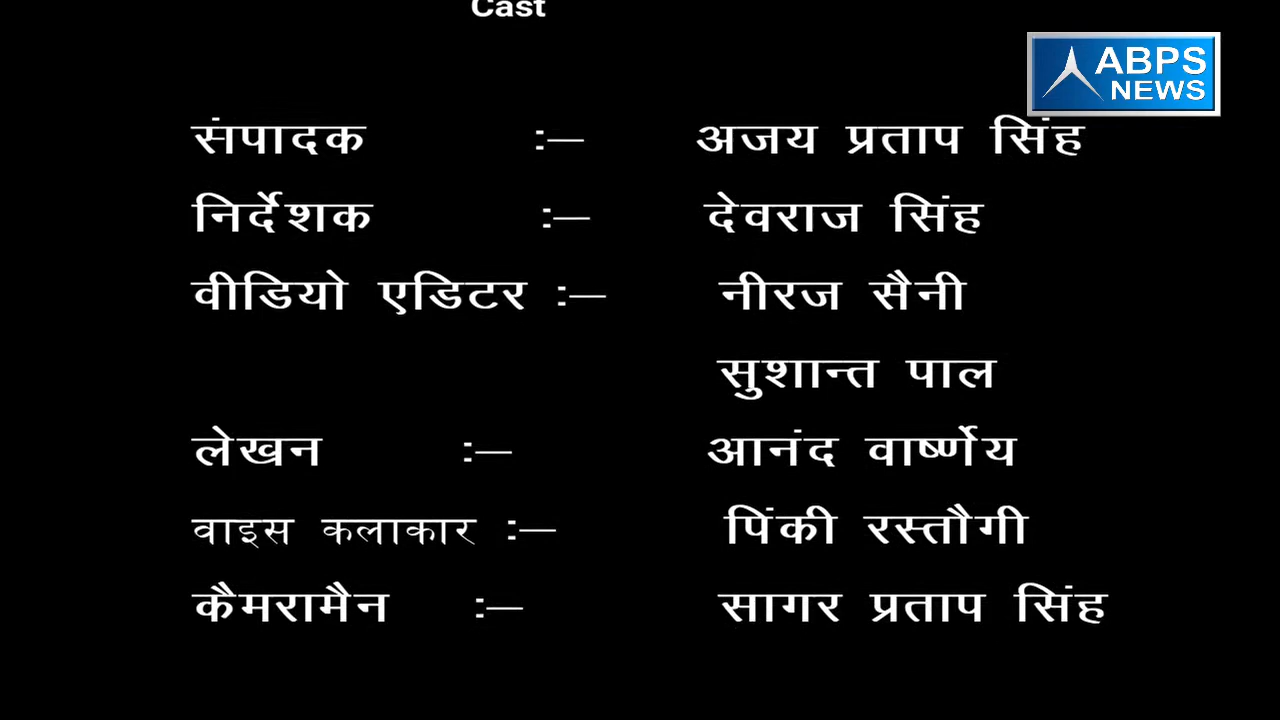 Cast
ABPS
NEWS
संपादक :— अजय प्रताप सिंह
निर्देशक :— देवराज सिंह
वीडियो एडिटर :— नीरज सैनी
सुशान्त पाल
लेखन :— आनंद वार्ष्णेय
वाइस कलाकार :— पिंकी रस्तौगी
कैमरामैन :— सागर प्रताप सिंह